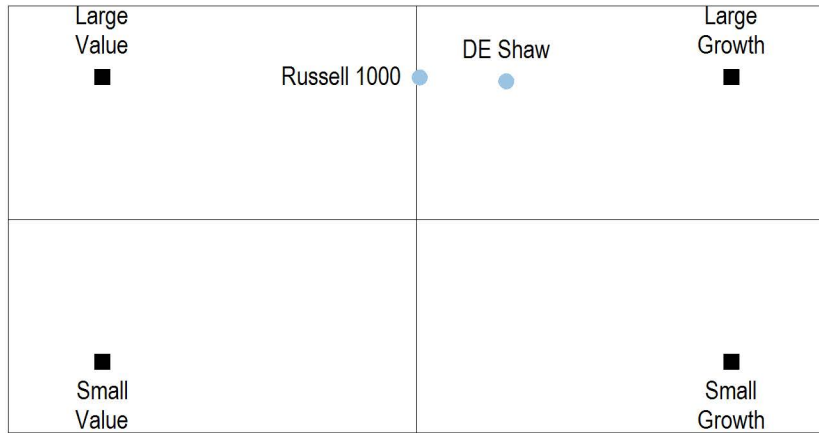 Large
Value
Large
Growth
DE Shaw
Russell 1000
Small
Value
Small
Growth